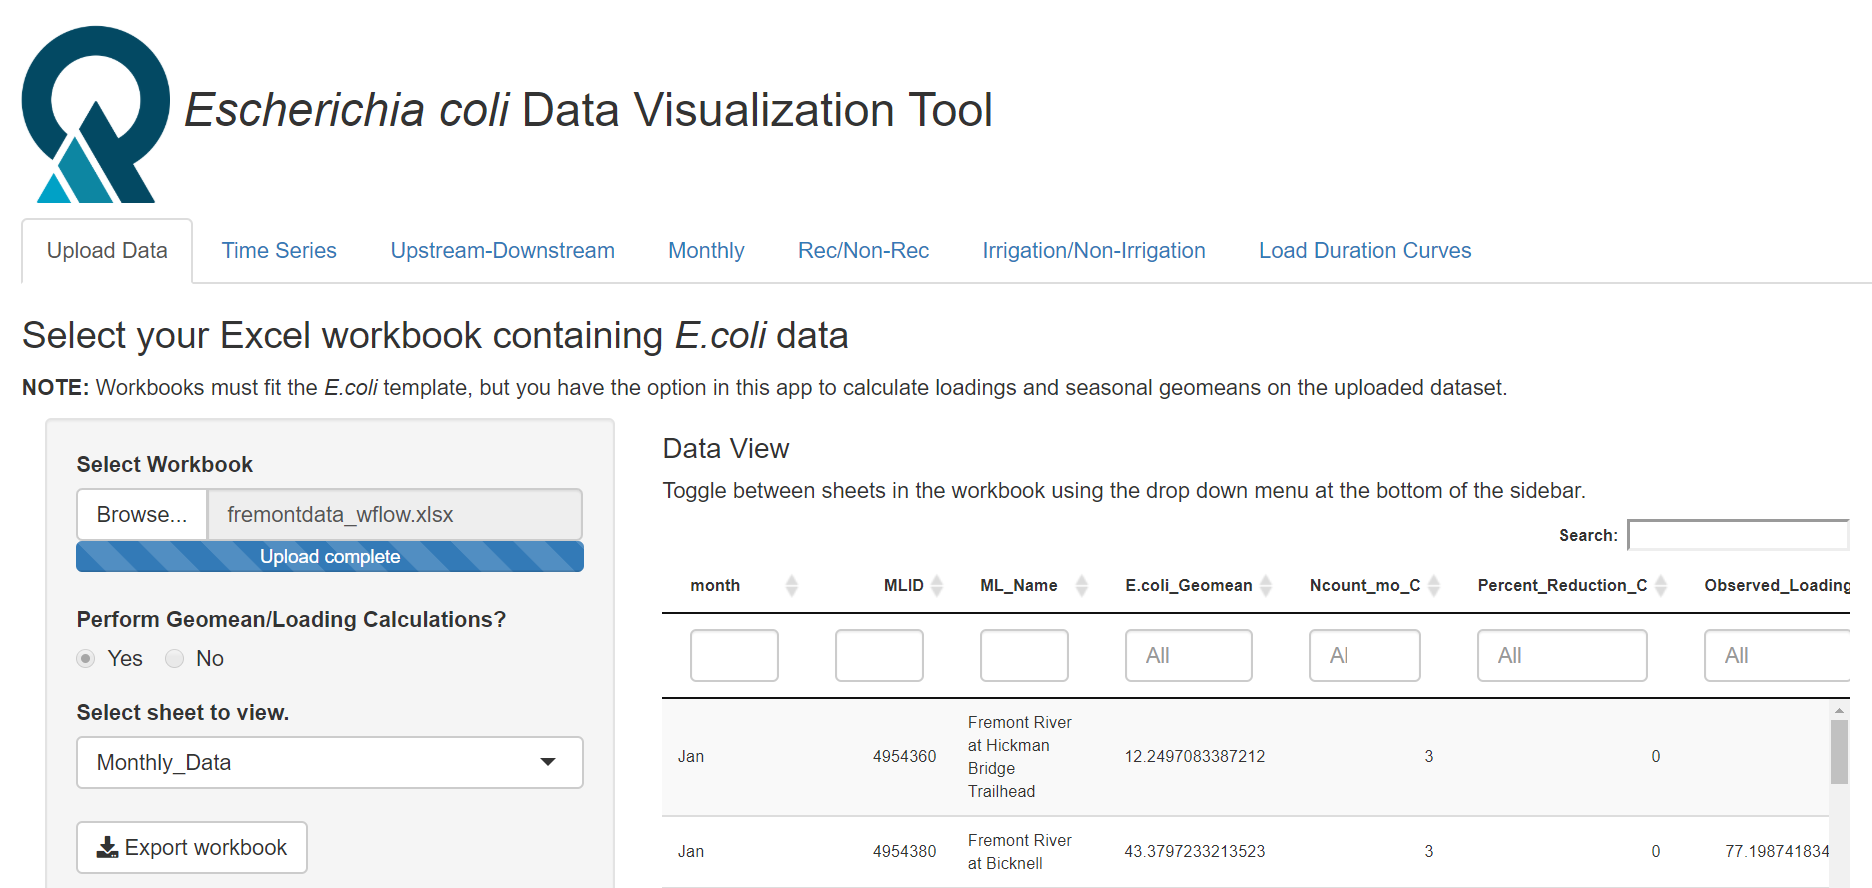 Escherichia coli Data Visualization Tool
Upload Data Time Series Upstream-Downstream Monthly Rec/Non-Rec Irrigation/Non-Irrigation Load Duration Curves
Select your Excel workbook containing E.coli data
NOTE: Workbooks must fit the E.coli template, but you have the option in this app to calculate loadings and seasonal geomeans on the uploaded dataset.
Select Workbook
Browse... fremontdata_wflow.xlsx
Upload complete
Perform Geomean/Loading Calculations?
Yes No
Select sheet to view.
Monthly_Data
Export workbook
Data View
Toggle between sheets in the workbook using the drop down menu at the bottom of the sidebar.
Search:
month MLID ML_Name E.coli_Geomean Ncount_mo_C Percent_Reduction_C Observed_Loading
All All All All
Jan 4954360 Fremont River
at Hickman
Bridge
Trailhead 12.2497083387212 3 0
Jan 4954380 Fremont River
at Bicknell 43.3797233213523 3 0 77.198741834